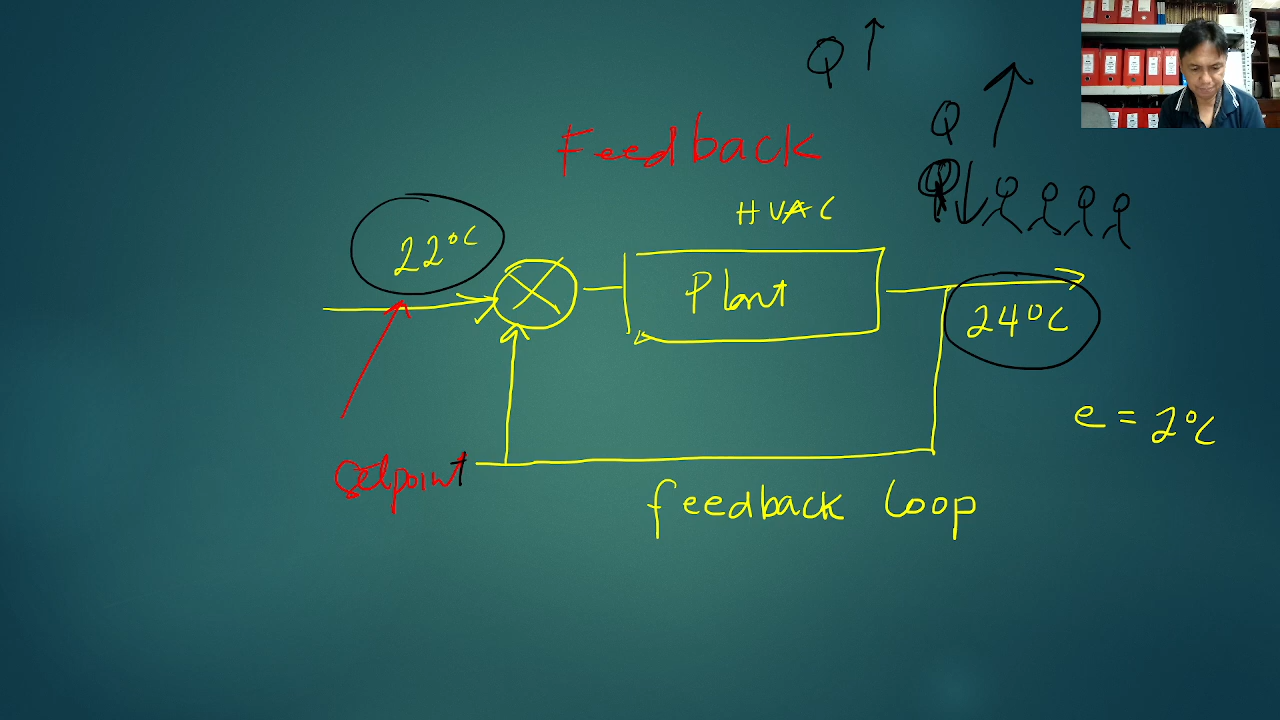 Q ↑
Q ↑
Feedback
HVAC
22°C
Plant
24°C
e = 2°C
Setpoint
feedback loop